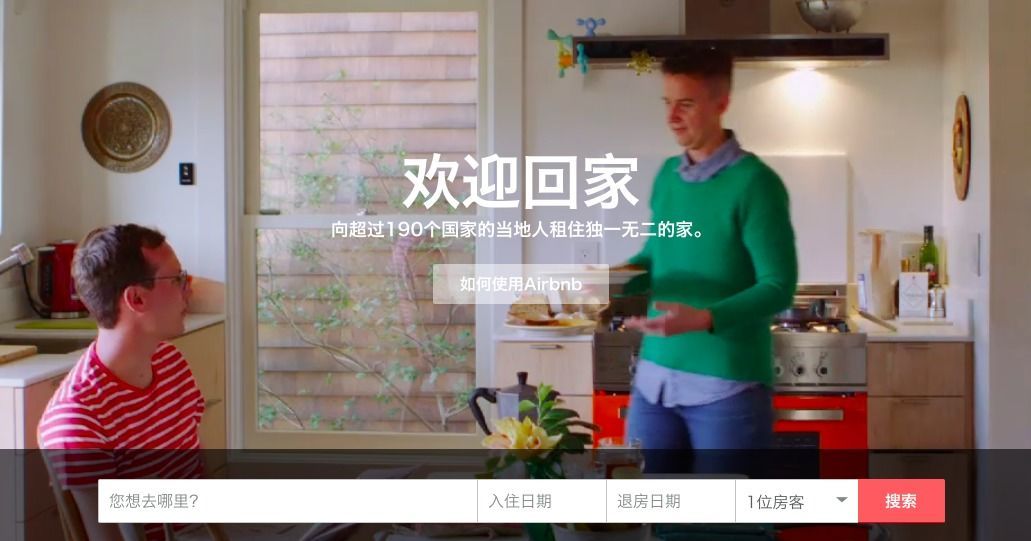 欢迎回家
向超过190个国家的当地人租住独一无二的家。
如何使用Airbnb
您想去哪里?
入住日期
退房日期
1位房客
搜索